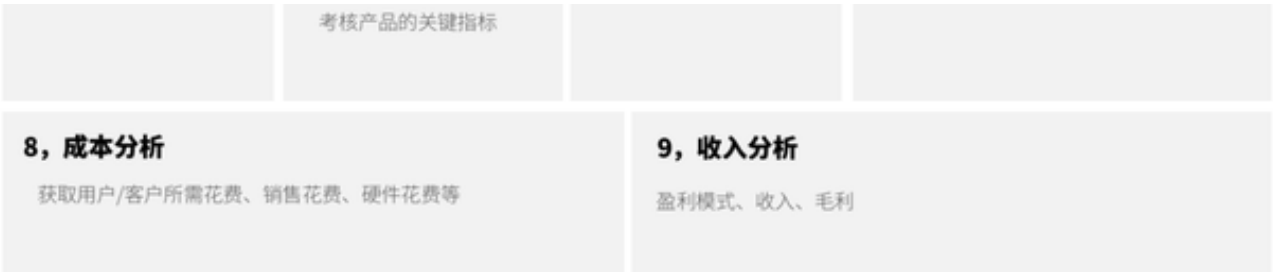 考核产品的关键指标
8，成本分析
获取用户/客户所需花费、销售花费、硬件花费等
9，收入分析
盈利模式、收入、毛利